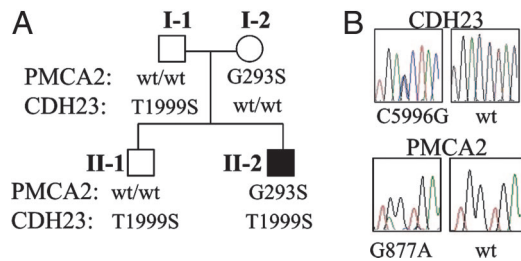 A
I-1 I-2
PMCA2: wt/wt G293S
CDH23: T1999S wt/wt
II-1 II-2
PMCA2: wt/wt G293S
CDH23: T1999S T1999S
B
CDH23
C5996G wt
PMCA2
G877A wt